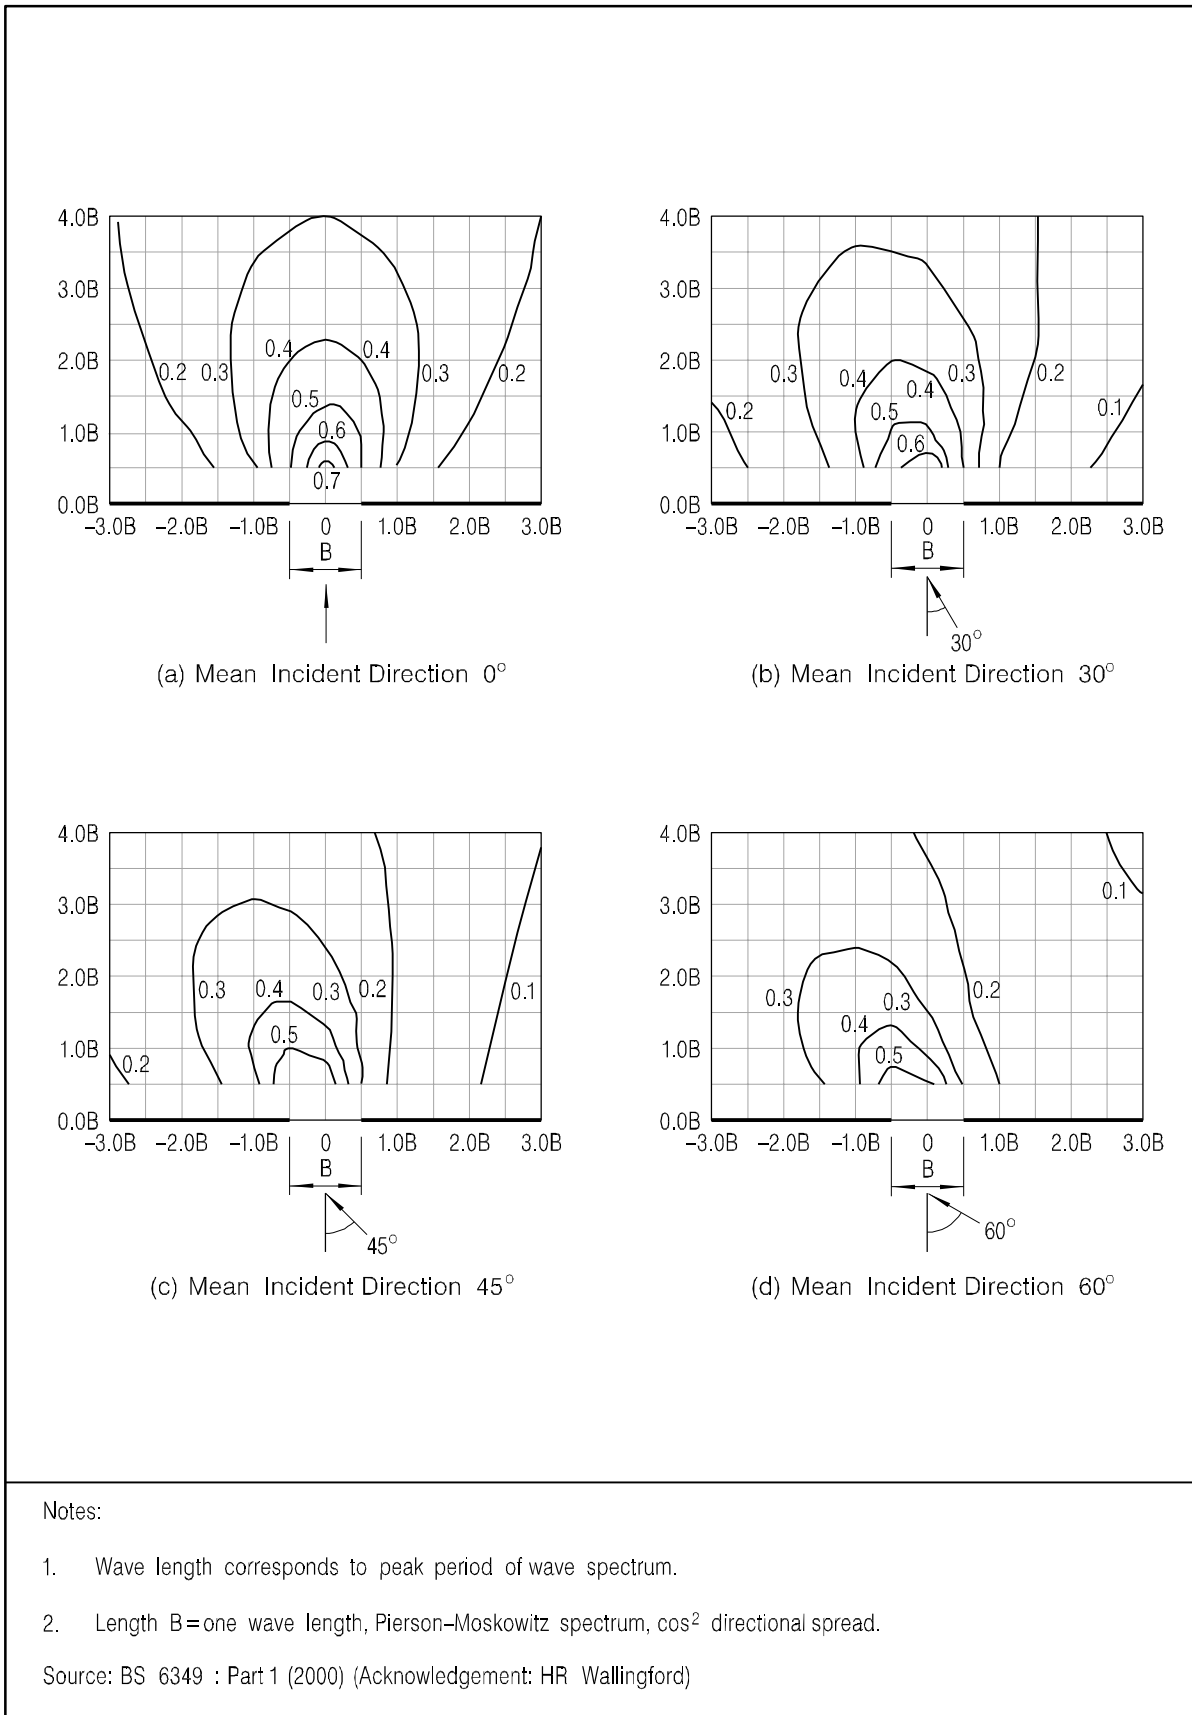 4.0B
3.0B
2.0B
1.0B
0.0B
0.2 0.3 0.4 0.4 0.3 0.2
0.5
0.6
0.7
-3.0B -2.0B -1.0B 0 1.0B 2.0B 3.0B
B
(a) Mean Incident Direction 0°
4.0B
3.0B
2.0B
1.0B
0.0B
0.2 0.3 0.4 0.4 0.3 0.2 0.1
0.5
0.6
-3.0B -2.0B -1.0B 0 1.0B 2.0B 3.0B
B
30°
(b) Mean Incident Direction 30°
4.0B
3.0B
2.0B
1.0B
0.0B
0.2 0.3 0.4 0.3 0.2 0.1
0.5
-3.0B -2.0B -1.0B 0 1.0B 2.0B 3.0B
B
45°
(c) Mean Incident Direction 45°
4.0B
3.0B
2.0B
1.0B
0.0B
0.1
0.3 0.3 0.2
0.4
0.5
-3.0B -2.0B -1.0B 0 1.0B 2.0B 3.0B
B
60°
(d) Mean Incident Direction 60°
Notes:
1. Wave length corresponds to peak period of wave spectrum.
2. Length B=one wave length, Pierson-Moskowitz spectrum, cos² directional spread.
Source: BS 6349 : Part 1 (2000) (Acknowledgement: HR Wallingford)